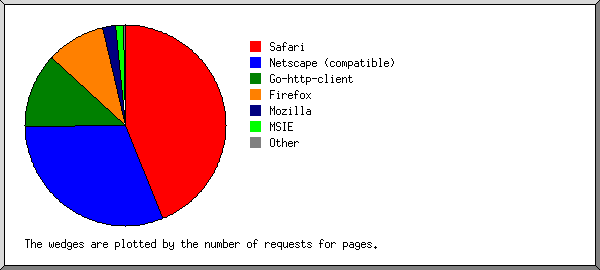 Safari
Netscape (compatible)
Go-http-client
Firefox
Mozilla
MSIE
Other
The wedges are plotted by the number of requests for pages.